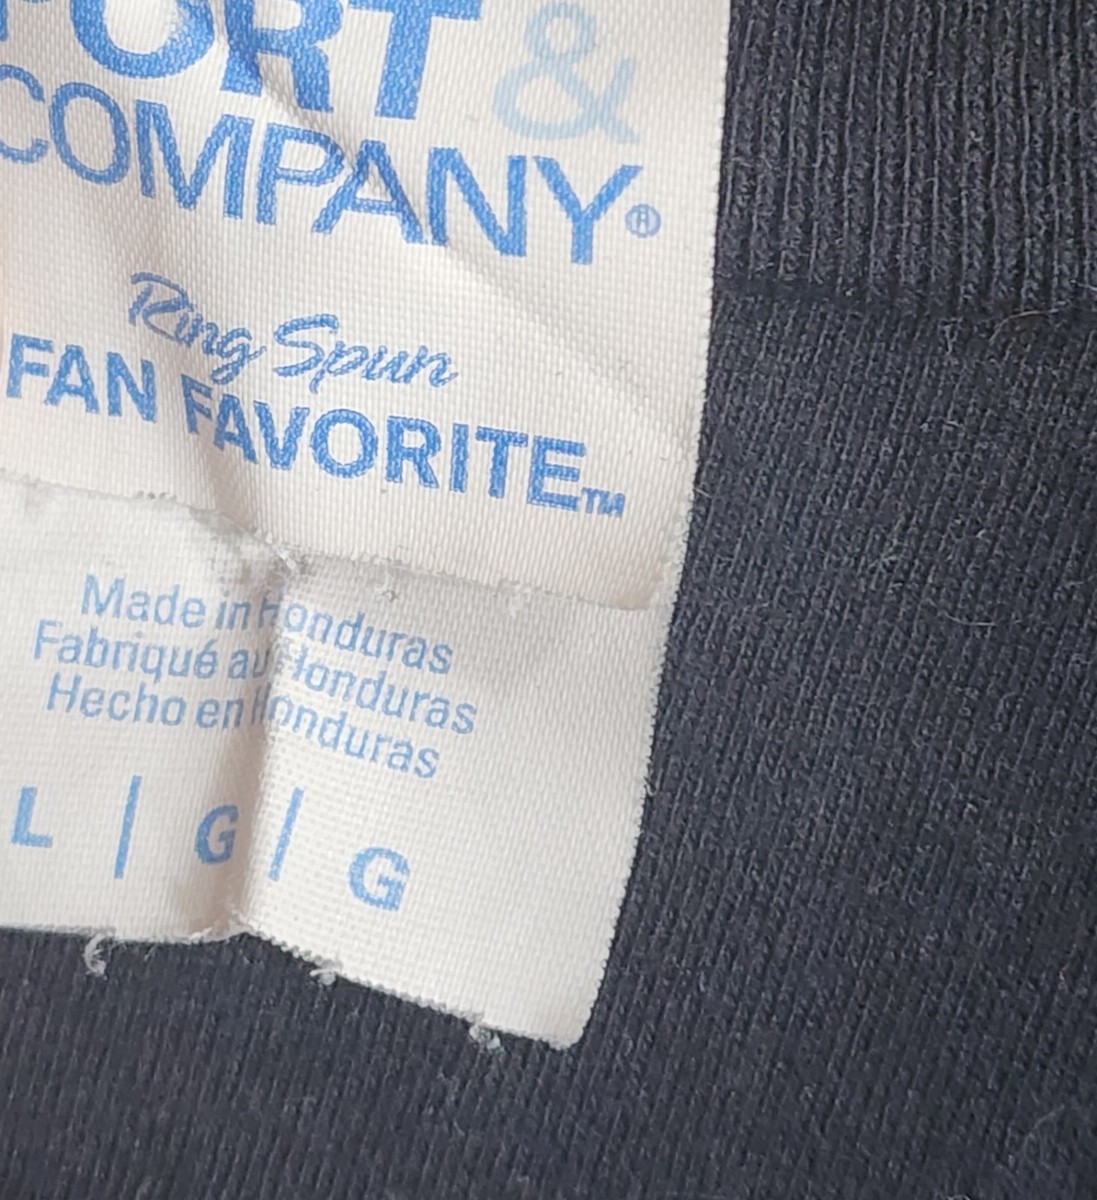 PORT &
COMPANY®
Ring Spun
FAN FAVORITE™
Made in Honduras
Fabriqué au Honduras
Hecho en Honduras
L | G | G